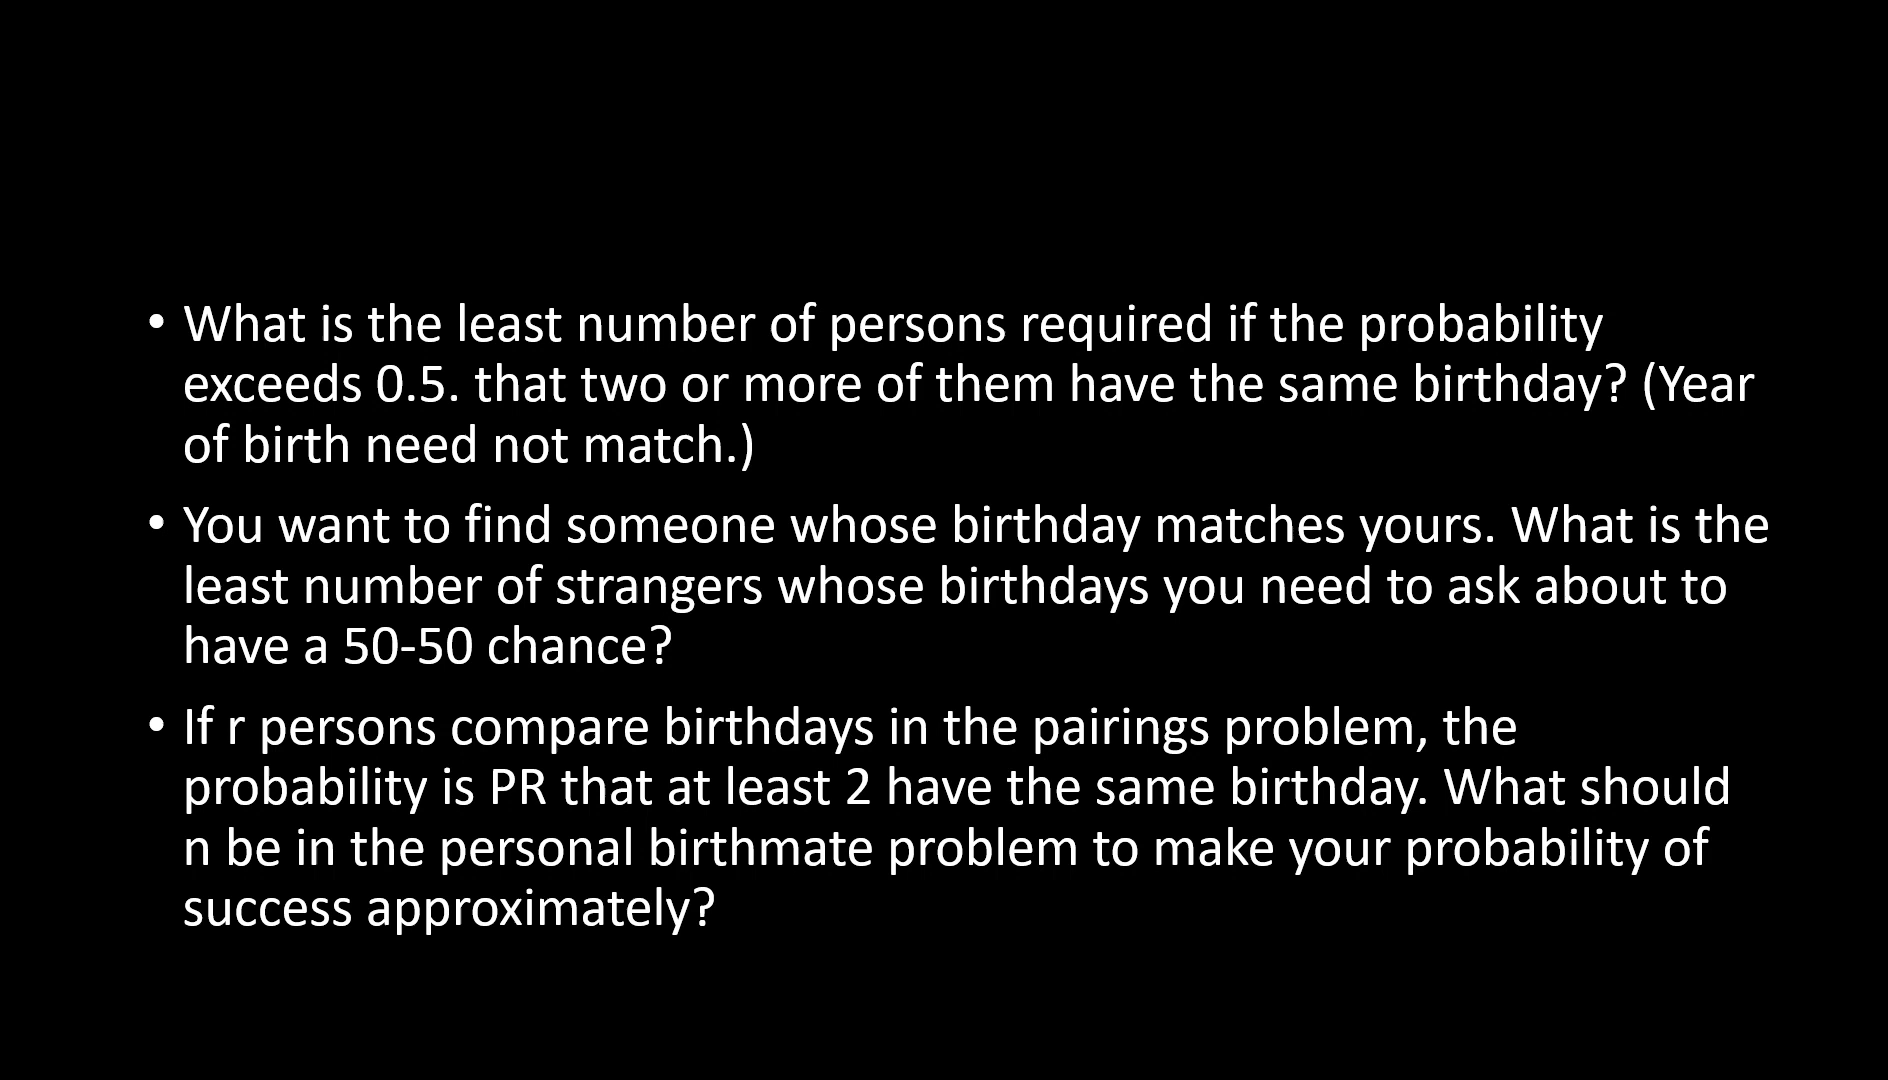 • What is the least number of persons required if the probability
exceeds 0.5. that two or more of them have the same birthday? (Year
of birth need not match.)
• You want to find someone whose birthday matches yours. What is the
least number of strangers whose birthdays you need to ask about to
have a 50-50 chance?
• If r persons compare birthdays in the pairings problem, the
probability is PR that at least 2 have the same birthday. What should
n be in the personal birthmate problem to make your probability of
success approximately?